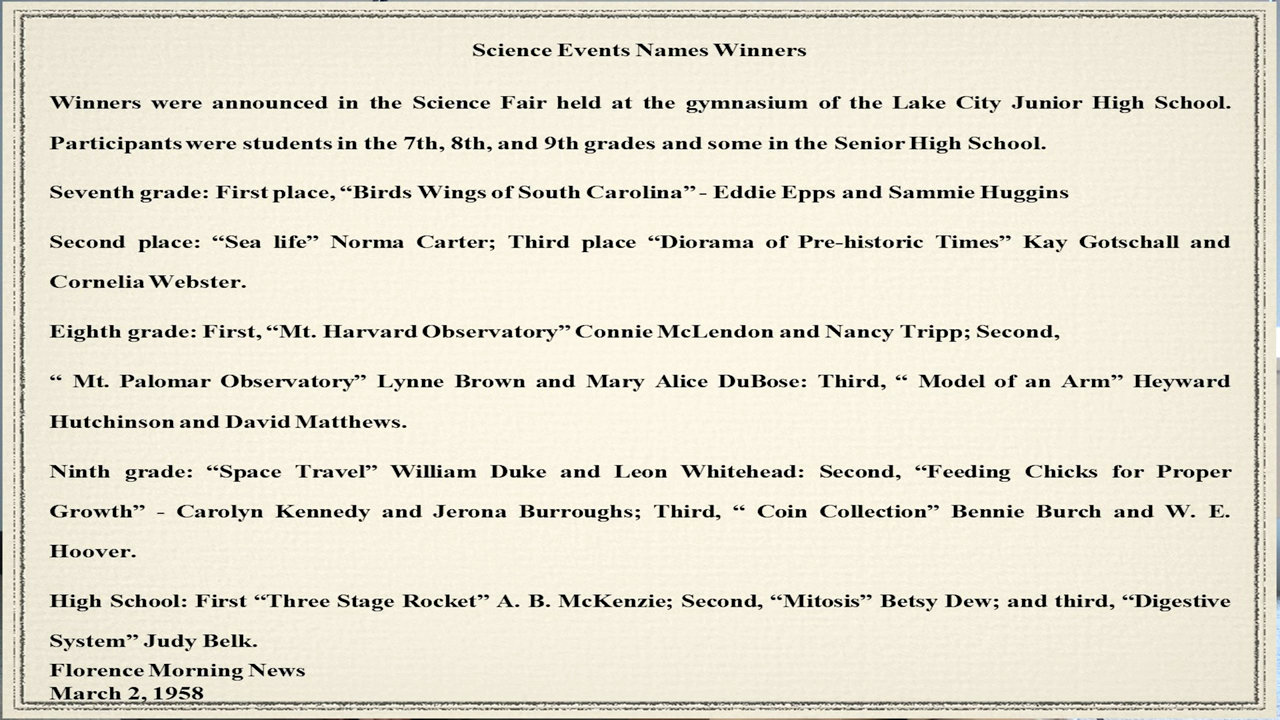 Science Events Names Winners
Winners were announced in the Science Fair held at the gymnasium of the Lake City Junior High School.
Participants were students in the 7th, 8th, and 9th grades and some in the Senior High School.
Seventh grade: First place, “Birds Wings of South Carolina” - Eddie Epps and Sammie Huggins
Second place: “Sea life” Norma Carter; Third place “Diorama of Pre-historic Times” Kay Gotschall and
Cornelia Webster.
Eighth grade: First, “Mt. Harvard Observatory” Connie McLendon and Nancy Tripp; Second,
“ Mt. Palomar Observatory” Lynne Brown and Mary Alice DuBose: Third, “ Model of an Arm” Heyward
Hutchinson and David Matthews.
Ninth grade: “Space Travel” William Duke and Leon Whitehead: Second, “Feeding Chicks for Proper
Growth” - Carolyn Kennedy and Jerona Burroughs; Third, “ Coin Collection” Bennie Burch and W. E.
Hoover.
High School: First “Three Stage Rocket” A. B. McKenzie; Second, “Mitosis” Betsy Dew; and third, “Digestive
System” Judy Belk.
Florence Morning News
March 2, 1958